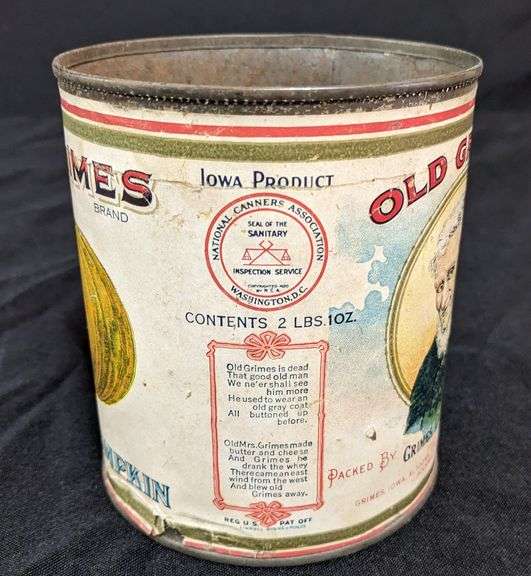 IMES
BRAND
MPKIN
IOWA PRODUCT
NATIONAL CANNERS ASSOCIATION
SEAL OF THE
SANITARY
INSPECTION SERVICE
COPYRIGHTED 1920
BY N.C.A.
WASHINGTON, D.C.
CONTENTS 2 LBS. 1 OZ.
Old Grimes is dead
That good old man
We ne'er shall see
him more
He used to wear an
old gray coat
All buttoned up
before.
Old Mrs. Grimes made
butter and cheese
And Grimes he
drank the whey
There came an east
wind from the west
And blew old
Grimes away.
REG U.S. PAT OFF
OLD G
PACKED BY GRIMES
GRIMES, IOWA,